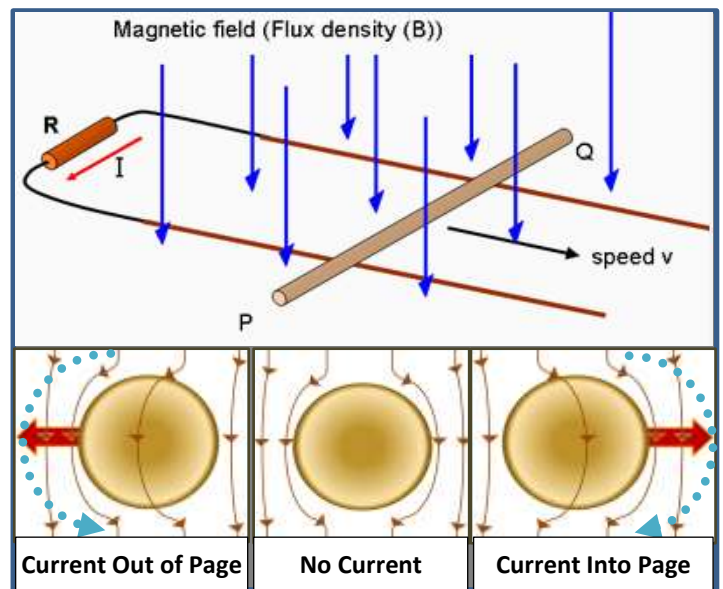 Magnetic field (Flux density (B))
R
I
Q
speed v
P
Current Out of Page
No Current
Current Into Page